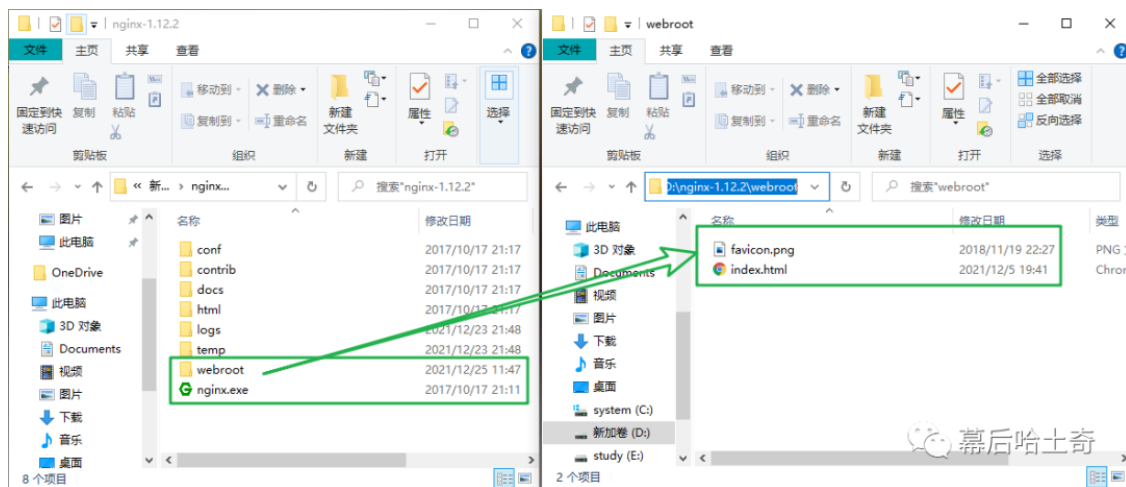 nginx-1.12.2
文件 主页 共享 查看
固定到快速访问
复制
粘贴
移动到
复制到
删除
重命名
新建文件夹
属性
选择
剪贴板 组织 新建 打开
« 新... › nginx...
搜索"nginx-1.12.2"
图片
此电脑
OneDrive
此电脑
3D 对象
Documents
视频
图片
下载
音乐
桌面
名称 修改日期
conf 2017/10/17 21:17
contrib 2017/10/17 21:17
docs 2017/10/17 21:17
html 2017/10/17 21:17
logs 2021/12/23 21:48
temp 2021/12/23 21:48
webroot 2021/12/25 11:47
nginx.exe 2017/10/17 21:11
8 个项目
webroot
文件 主页 共享 查看
固定到快速访问
复制
粘贴
移动到
复制到
删除
重命名
新建文件夹
属性
全部选择
全部取消
反向选择
剪贴板 组织 新建 打开 选择
D:\nginx-1.12.2\webroot
搜索"webroot"
此电脑
3D 对象
Documents
视频
图片
下载
音乐
桌面
system (C:)
新加卷 (D:)
study (E:)
名称 修改日期 类型
favicon.png 2018/11/19 22:27 PNG
index.html 2021/12/5 19:41 Chror
2 个项目
幕后哈士奇